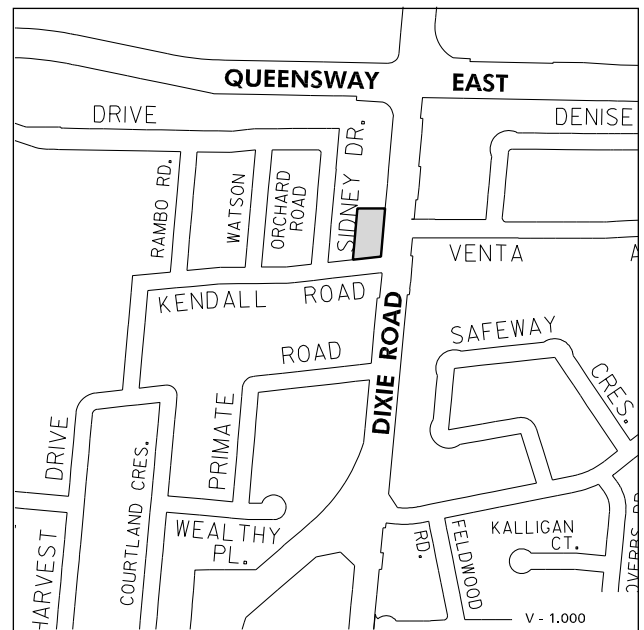 QUEENSWAY EAST
DRIVE
DENISE
RAMBO RD.
WATSON
ORCHARD
ROAD
SIDNEY DR.
VENTA
KENDALL ROAD
ROAD
DIXIE ROAD
SAFEWAY
CRES.
PRIMATE
DRIVE
HARVEST
COURTLAND CRES.
WEALTHY
PL.
RD.
FELDWOOD
KALLIGAN
CT.
V - 1.000